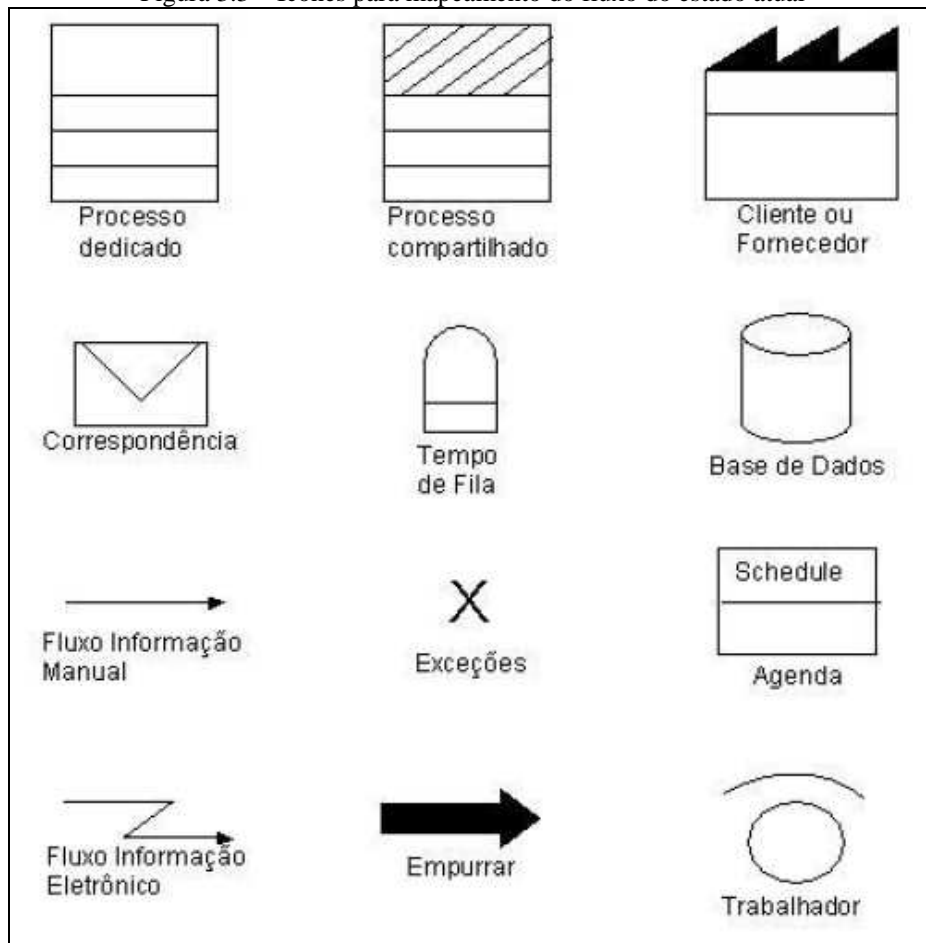 Processo
dedicado
Processo
compartilhado
Cliente ou
Fornecedor
Correspondência
Tempo
de Fila
Base de Dados
Fluxo Informação
Manual
Exceções
Schedule
Agenda
Fluxo Informação
Eletrônico
Empurrar
Trabalhador